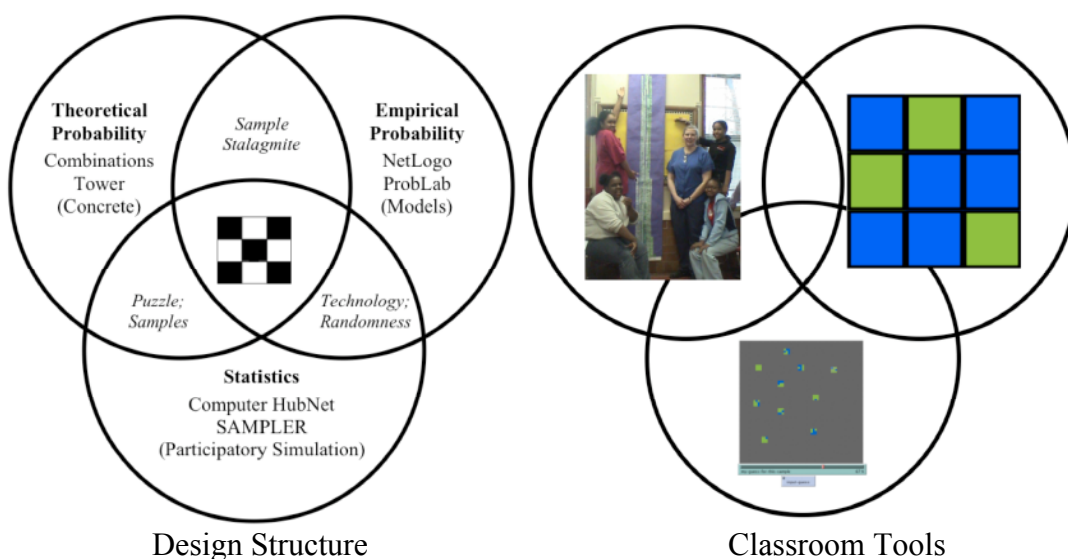 Theoretical
Probability
Combinations
Tower
(Concrete)
Sample
Stalagmite
Empirical
Probability
NetLogo
ProbLab
(Models)
Puzzle;
Samples
Technology;
Randomness
Statistics
Computer HubNet
SAMPLER
(Participatory Simulation)
Design Structure
Classroom Tools